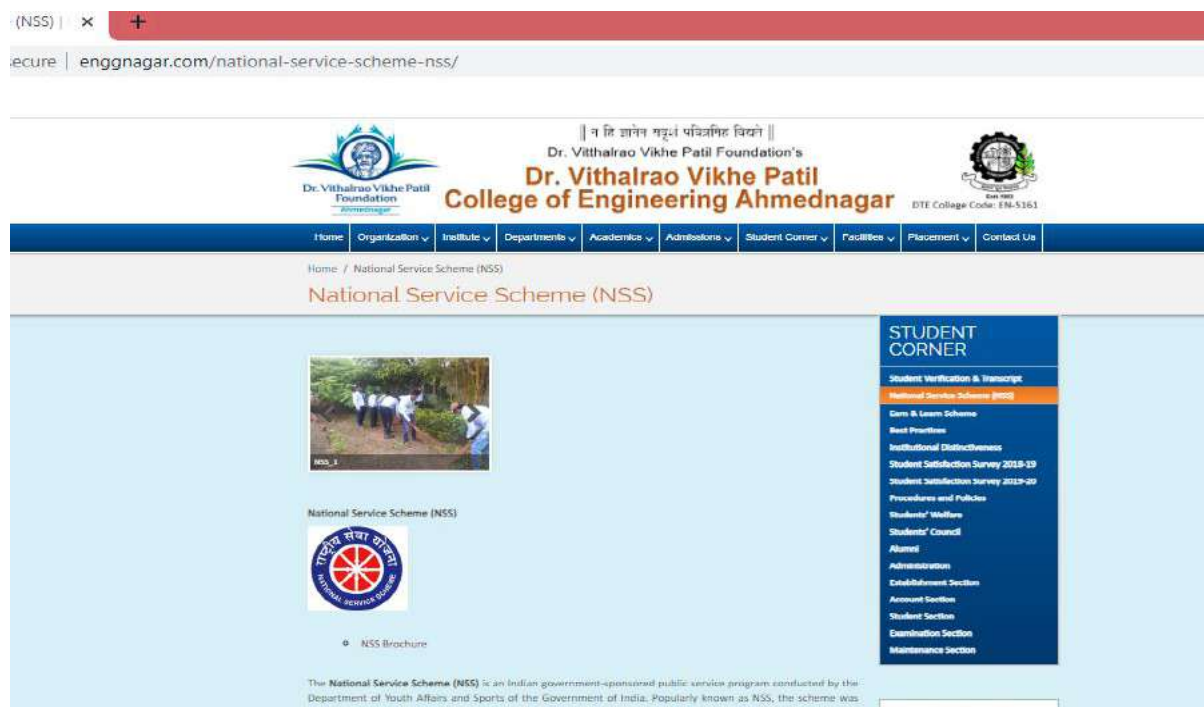 (NSS) | × +
ecure | enggnagar.com/national-service-scheme-nss/
|| न हि ज्ञानेन सदृशं पवित्रमिह विद्यते ||
Dr. Vitthalrao Vikhe Patil Foundation's
Dr. Vithalrao Vikhe Patil
College of Engineering Ahmednagar
Dr. Vithalrao Vikhe Patil
Foundation
Ahmednagar
DTE College Code: EN-5161
Home Organization Institute Departments Academics Admissions Student Corner Facilities Placement Contact Us
Home / National Service Scheme (NSS)
National Service Scheme (NSS)
NSS_1
National Service Scheme (NSS)
राष्ट्रीय सेवा योजना
NATIONAL SERVICE SCHEME
NSS Brochure
The National Service Scheme (NSS) is an Indian government-sponsored public service program conducted by the
Department of Youth Affairs and Sports of the Government of India. Popularly known as NSS, the scheme was
STUDENT
CORNER
Student Verification & Transcript
National Service Scheme (NSS)
Earn & Learn Scheme
Best Practices
Institutional Distinctiveness
Student Satisfaction Survey 2018-19
Student Satisfaction Survey 2019-20
Procedures and Policies
Students' Welfare
Students' Council
Alumni
Administration
Establishment Section
Account Section
Student Section
Examination Section
Maintenance Section